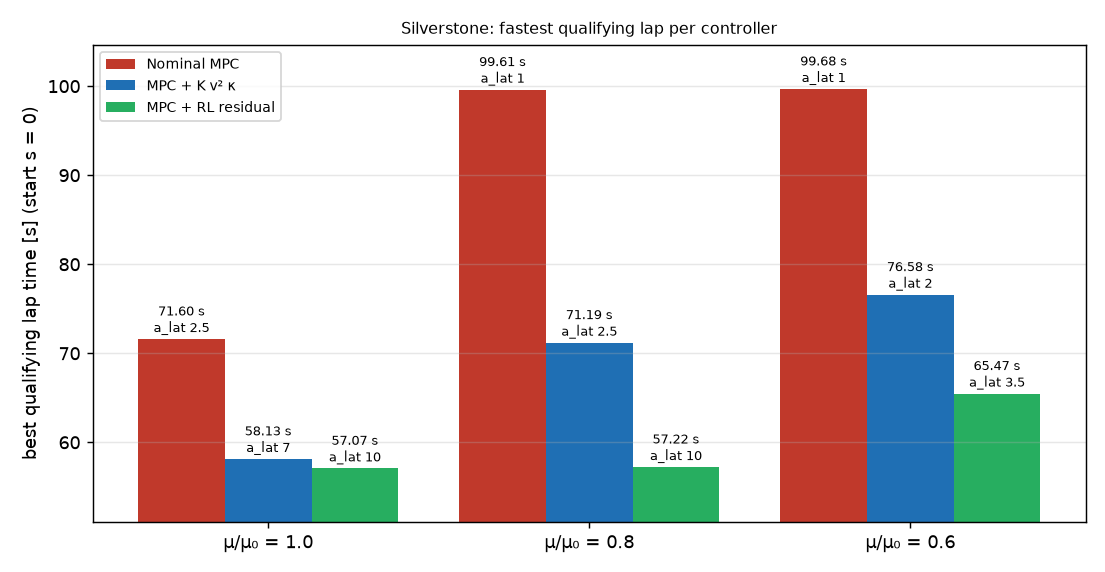 Silverstone: fastest qualifying lap per controller
Nominal MPC
MPC + K v² κ
MPC + RL residual
best qualifying lap time [s] (start s = 0)
100
90
80
70
60
71.60 s
a_lat 2.5
58.13 s
a_lat 7
57.07 s
a_lat 10
99.61 s
a_lat 1
71.19 s
a_lat 2.5
57.22 s
a_lat 10
99.68 s
a_lat 1
76.58 s
a_lat 2
65.47 s
a_lat 3.5
μ/μ₀ = 1.0
μ/μ₀ = 0.8
μ/μ₀ = 0.6